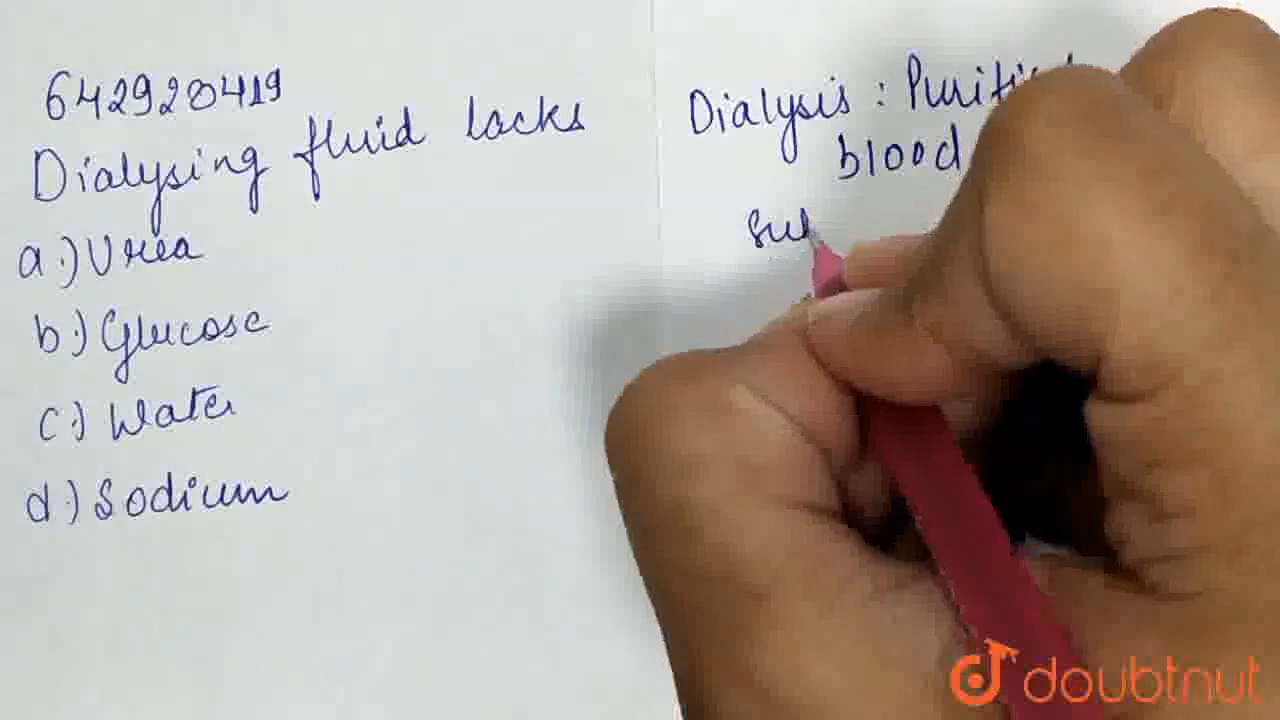 642920419
Dialysing fluid lacks
a.) Urea
b.) Glucose
c.) Water
d.) Sodium
Dialysis :
blood
doubtnut